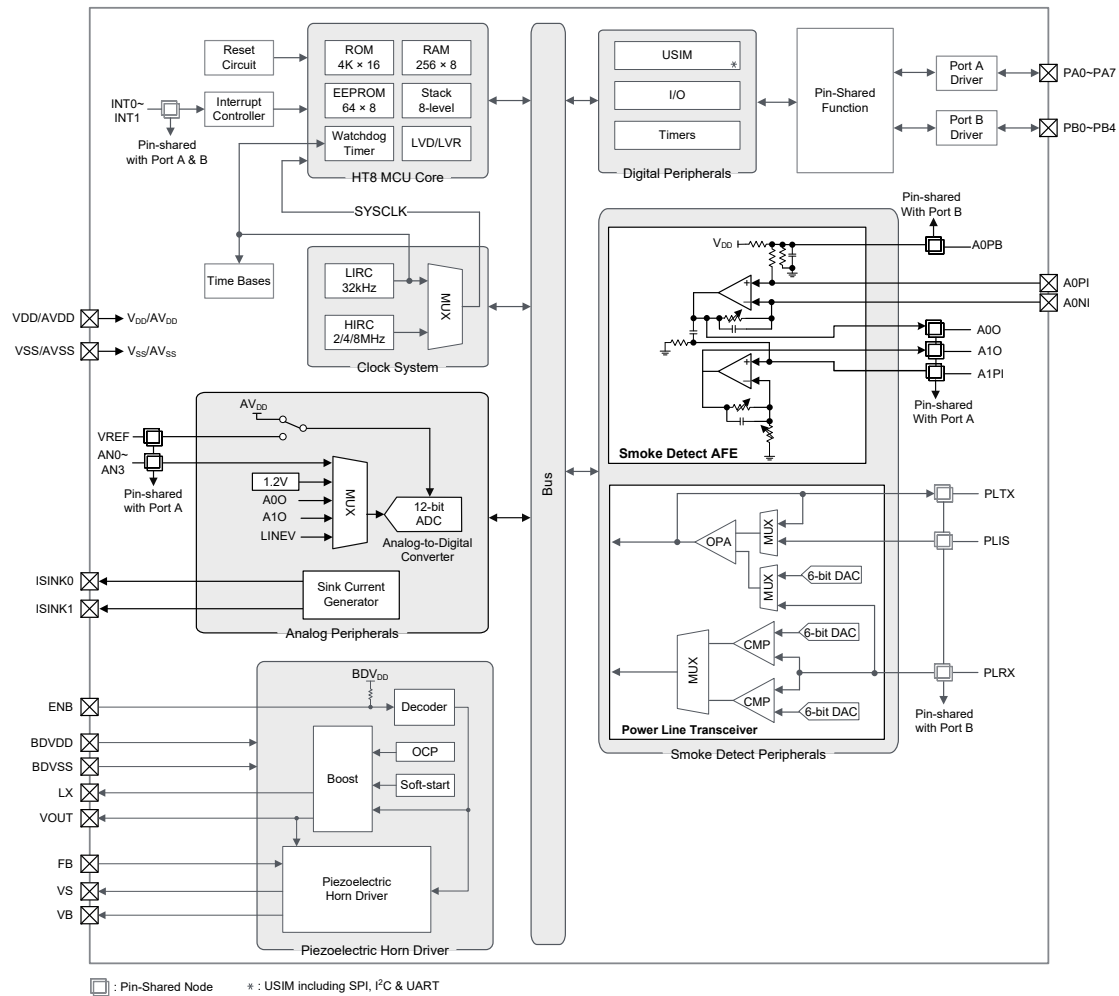 Reset
Circuit
INT0~
INT1
Interrupt
Controller
Pin-shared
with Port A & B
ROM
4K × 16
RAM
256 × 8
EEPROM
64 × 8
Stack
8-level
Watchdog
Timer
LVD/LVR
HT8 MCU Core
SYSCLK
Time Bases
LIRC
32kHz
HIRC
2/4/8MHz
MUX
Clock System
VDD/AVDD
VDD/AVDD
VSS/AVSS
VSS/AVSS
Bus
USIM
*
I/O
Timers
Digital Peripherals
Pin-Shared
Function
Port A
Driver
PA0~PA7
Port B
Driver
PB0~PB4
Pin-shared
With Port B
VDD
A0PB
A0PI
A0NI
A0O
A1O
A1PI
Pin-shared
With Port A
+
−
+
−
Smoke Detect AFE
AVDD
VREF
AN0~
AN3
Pin-shared
with Port A
1.2V
A0O
A1O
LINEV
MUX
12-bit
ADC
Analog-to-Digital
Converter
ISINK0
ISINK1
Sink Current
Generator
Analog Peripherals
PLTX
PLIS
OPA
MUX
MUX
6-bit DAC
6-bit DAC
CMP
MUX
CMP
6-bit DAC
PLRX
Pin-shared
with Port B
Power Line Transceiver
Smoke Detect Peripherals
BDVDD
ENB
Decoder
BDVDD
BDVSS
LX
VOUT
Boost
OCP
Soft-start
FB
VS
VB
Piezoelectric
Horn Driver
Piezoelectric Horn Driver
: Pin-Shared Node
* : USIM including SPI, I²C & UART